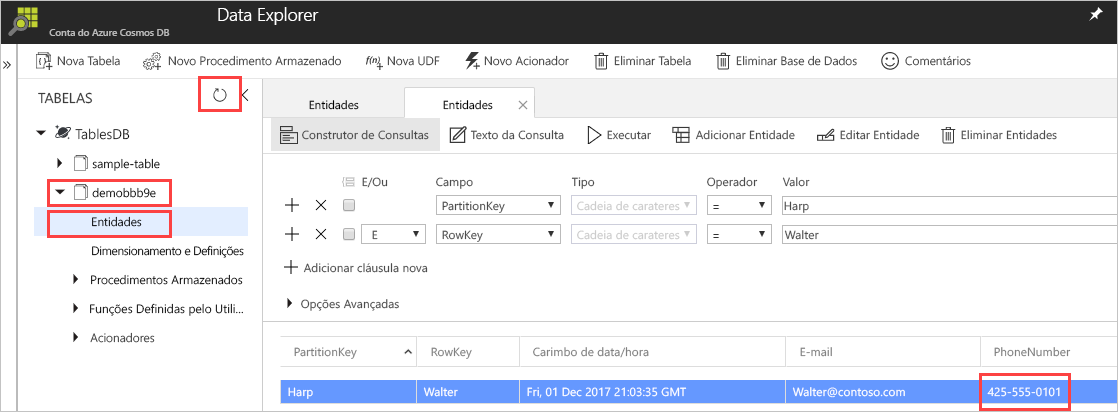 Data Explorer
Conta do Azure Cosmos DB
» Nova Tabela Novo Procedimento Armazenado f(n) Nova UDF Novo Acionador Eliminar Tabela Eliminar Base de Dados Comentários
TABELAS
TablesDB
sample-table
demobbb9e
Entidades
Dimensionamento e Definições
Procedimentos Armazenados
Funções Definidas pelo Utili...
Acionadores
Entidades Entidades
Construtor de Consultas Texto da Consulta Executar Adicionar Entidade Editar Entidade Eliminar Entidades
E/Ou Campo Tipo Operador Valor
PartitionKey Cadeia de carateres = Harp
E RowKey Cadeia de carateres = Walter
Adicionar cláusula nova
Opções Avançadas
PartitionKey RowKey Carimbo de data/hora E-mail PhoneNumber
Harp Walter Fri, 01 Dec 2017 21:03:35 GMT Walter@contoso.com 425-555-0101